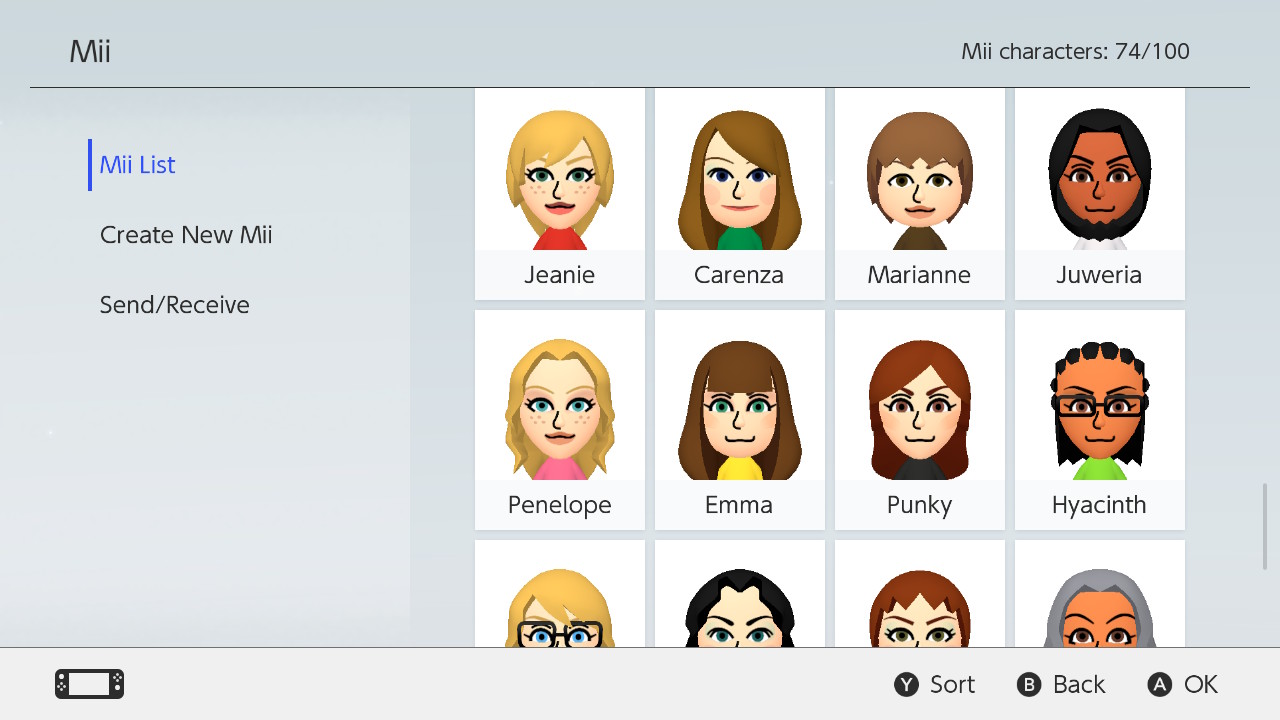 Mii
Mii characters: 74/100
Mii List
Create New Mii
Send/Receive
Jeanie
Carenza
Marianne
Juweria
Penelope
Emma
Punky
Hyacinth
Y Sort
B Back
A OK